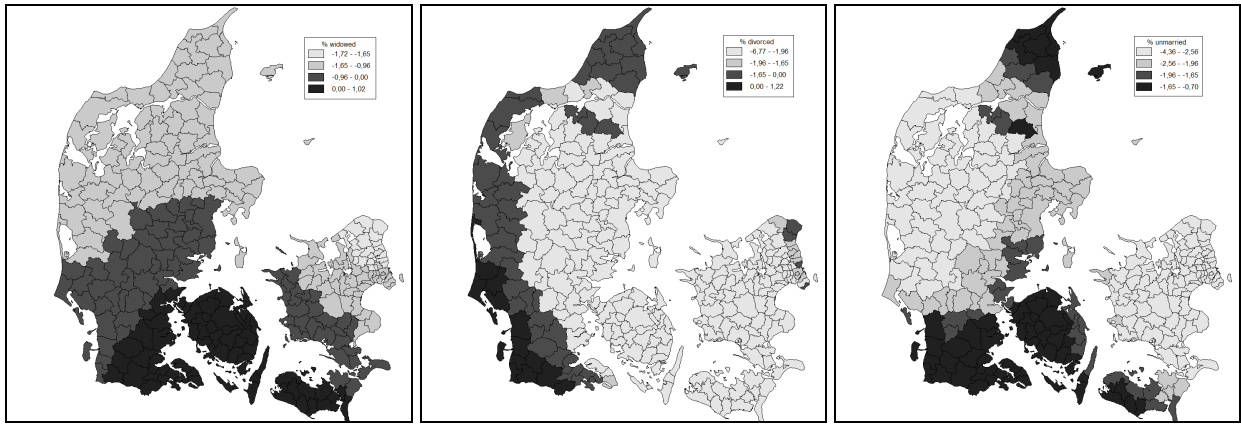 % widowed
-1,72 - -1,65
-1,65 - -0,96
-0,96 - 0,00
0,00 - 1,02
% divorced
-6,77 - -1,96
-1,96 - -1,65
-1,65 - 0,00
0,00 - 1,22
% unmarried
-4,36 - -2,56
-2,56 - -1,96
-1,96 - -1,65
-1,65 - -0,70